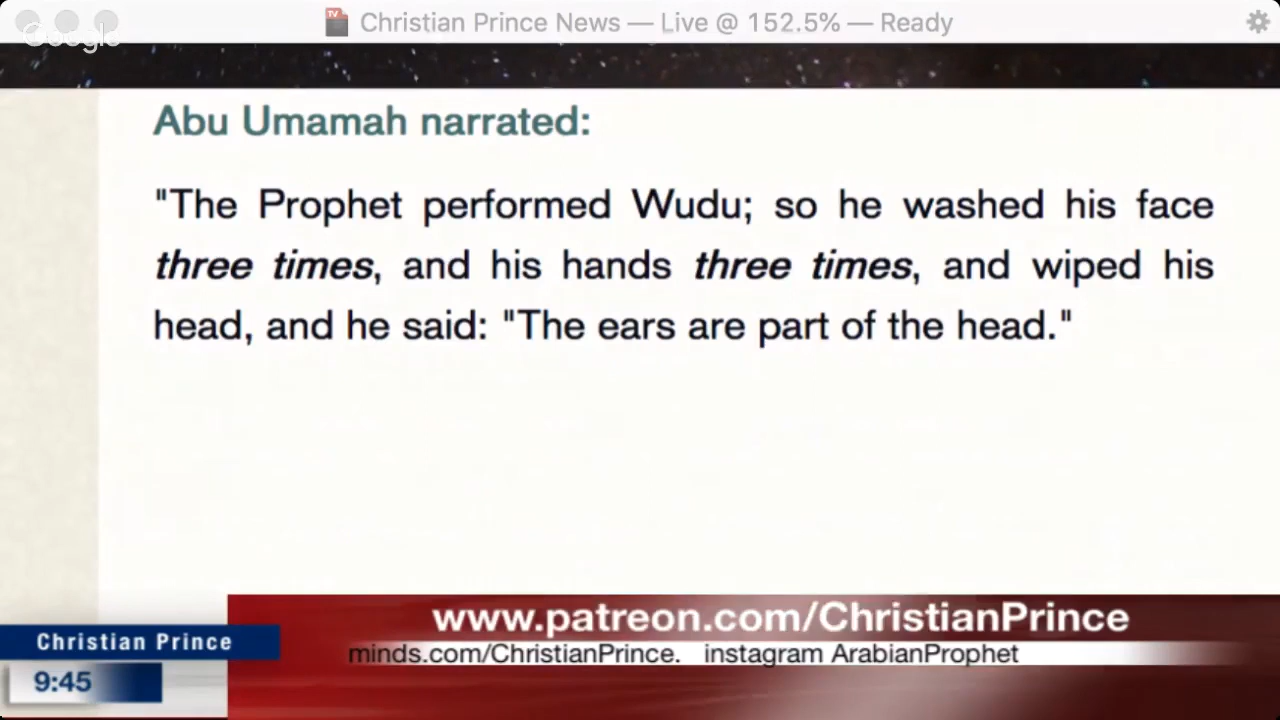 Christian Prince News — Live @ 152.5% — Ready
Google
TV
Abu Umamah narrated:
"The Prophet performed Wudu; so he washed his face
three times, and his hands three times, and wiped his
head, and he said: "The ears are part of the head."
www.patreon.com/ChristianPrince
Christian Prince
minds.com/ChristianPrince. instagram ArabianProphet
9:45